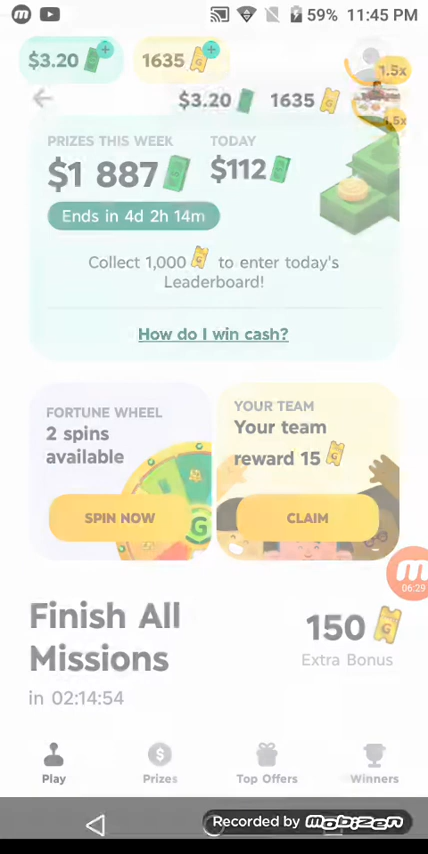 59% 11:45 PM
$3.20 1635
1.5x
$3.20 1635
1.5x
PRIZES THIS WEEK TODAY
$1 887 $112
Ends in 4d 2h 14m
Collect 1,000 G to enter today's
Leaderboard!
How do I win cash?
FORTUNE WHEEL
2 spins
available
SPIN NOW
G
YOUR TEAM
Your team
reward 15 G
CLAIM
06:29
Finish All
Missions
in 02:14:54
150 G
Extra Bonus
Play Prizes Top Offers Winners
Recorded by mobizen